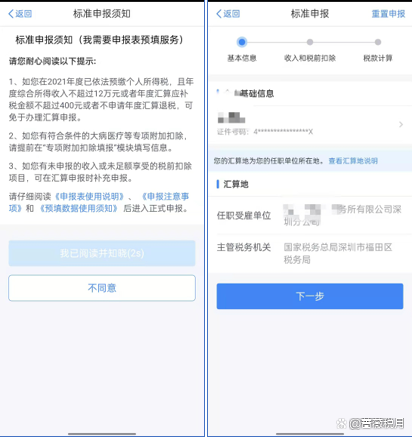 ＜返回
标准申报须知
标准申报须知（我需要申报表预填服务）
请您耐心阅读以下提示：
1、如您在2021年度已依法预缴个人所得税，且年
度综合所得收入不超过12万元或者年度汇算应补
税金额不超过400元或者不申请年度汇算退税，可
免于办理汇算申报。
2、如您有符合条件的大病医疗等专项附加扣除，
请提前在“专项附加扣除填报”模块填写信息。
3、如您有未申报的收入或未足额享受的税前扣除
项目，可在汇算申报时补充申报。
请仔细阅读《申报表使用说明》、《申报注意事
项》和《预填数据使用须知》后进入正式申报。
我已阅读并知晓(2s)
不同意
＜返回
标准申报
重置申报
基本信息
收入和税前扣除
税款计算
基础信息
证件号码：4****************X
您的汇算地为您的任职单位所在地。查看汇算地说明
汇算地
任职受雇单位
务所有限公司深
圳分公司
主管税务机关
国家税务总局深圳市福田区
税务局
下一步